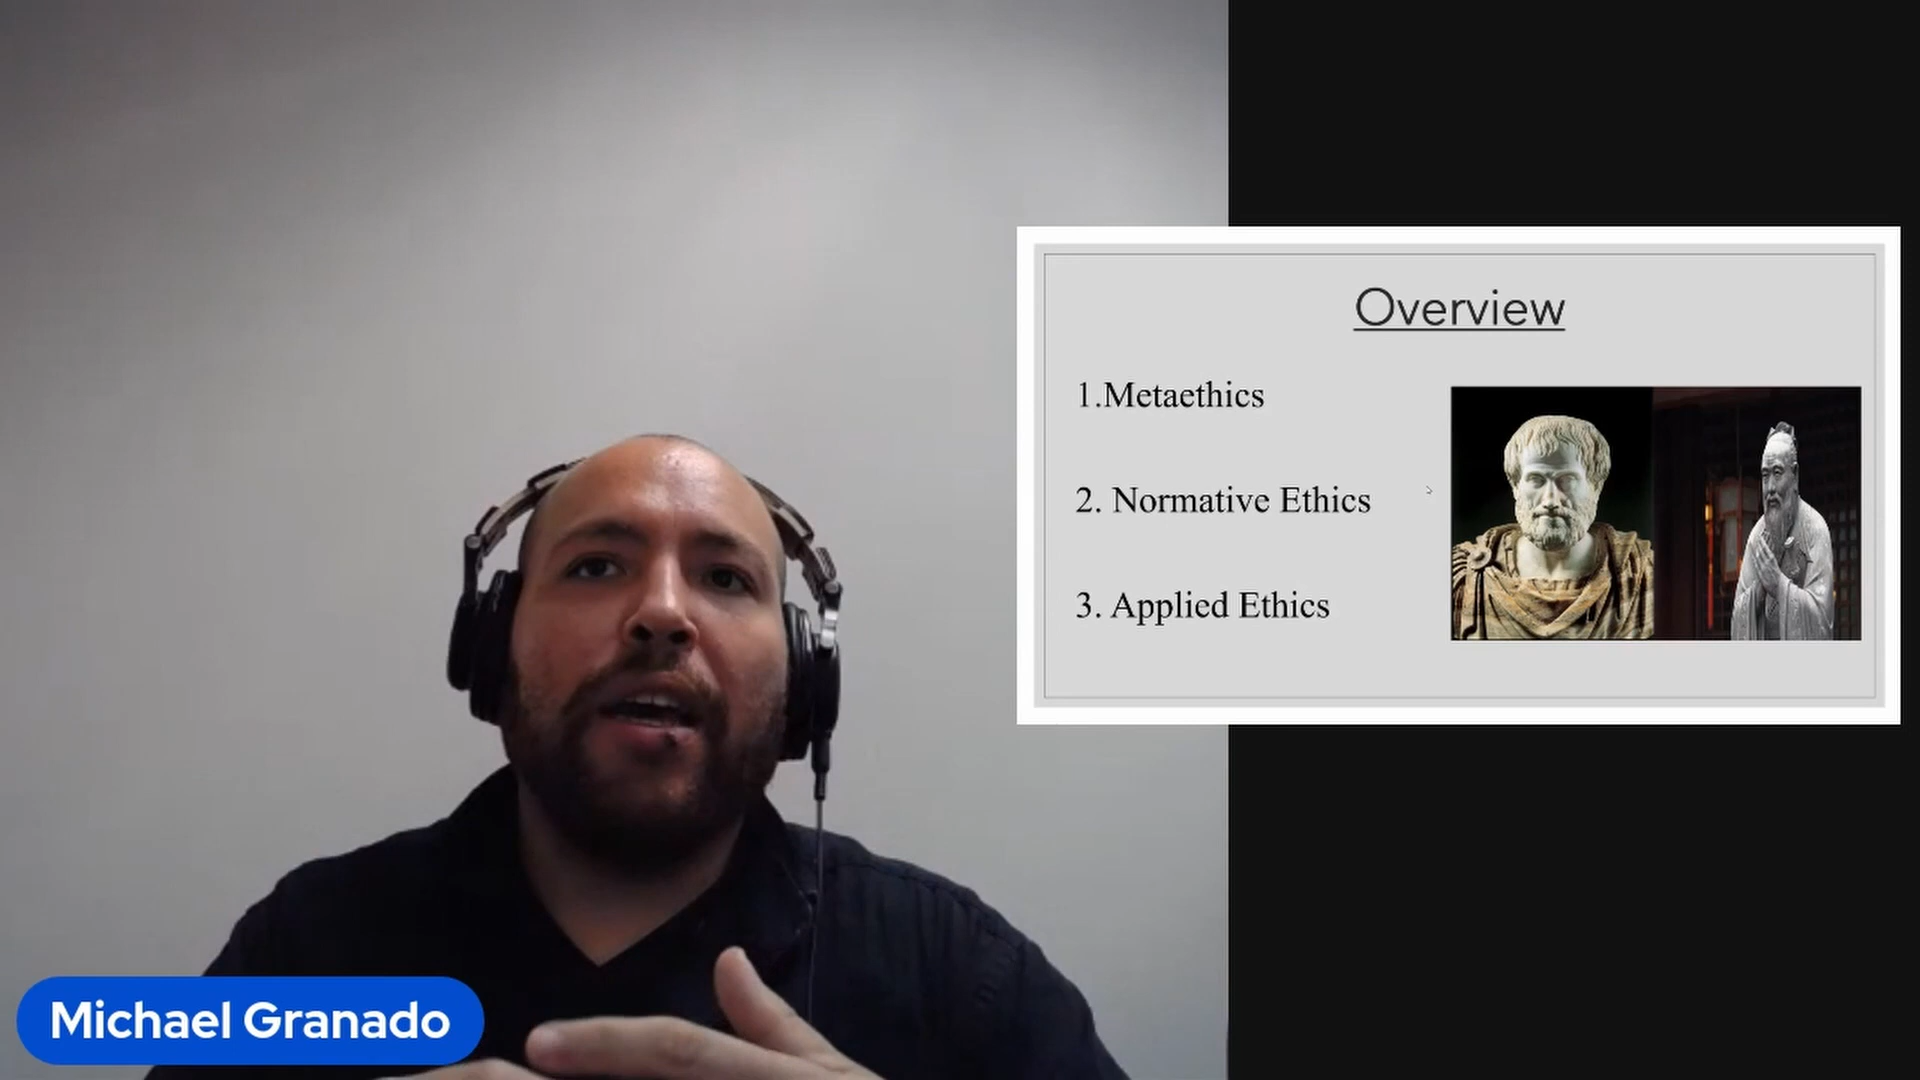 Overview
1.Metaethics
2. Normative Ethics
3. Applied Ethics
Michael Granado